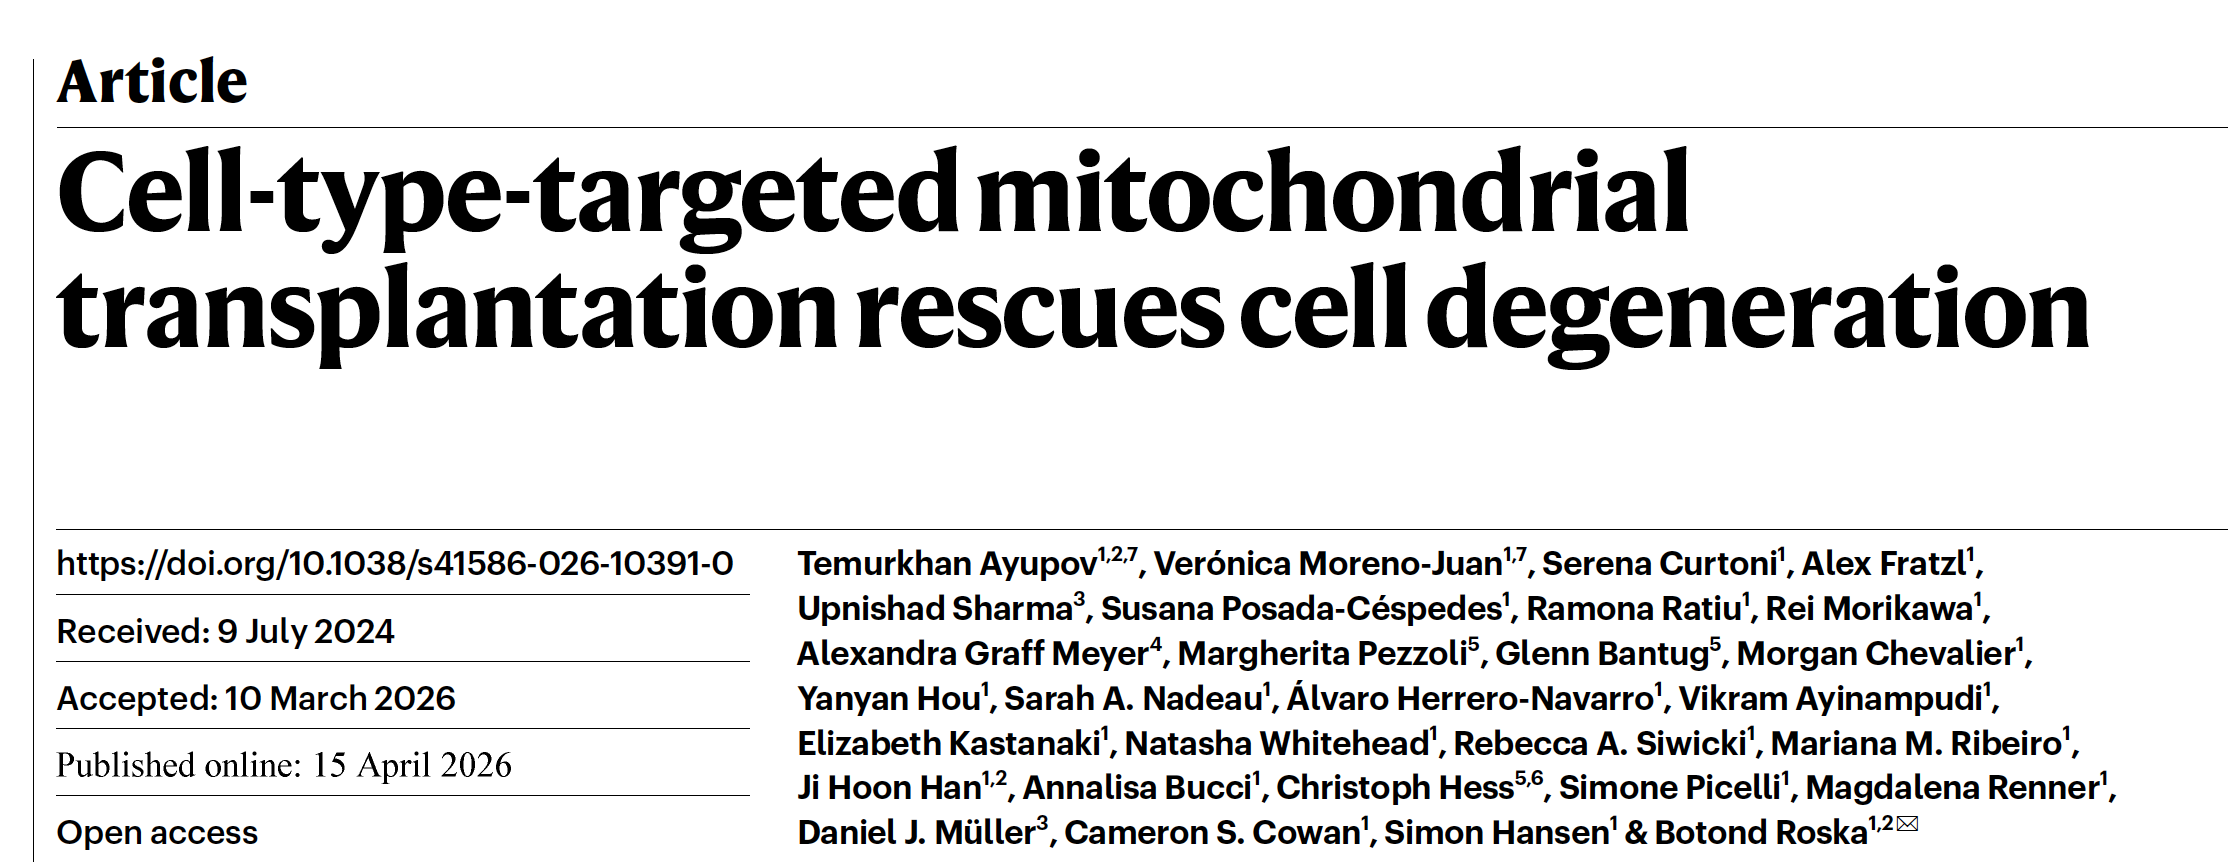 Article
Cell-type-targeted mitochondrial
transplantation rescues cell degeneration
https://doi.org/10.1038/s41586-026-10391-0
Received: 9 July 2024
Accepted: 10 March 2026
Published online: 15 April 2026
Open access
Temurkhan Ayupov1,2,7, Verónica Moreno-Juan1,7, Serena Curtoni1, Alex Fratzl1,
Upnishad Sharma3, Susana Posada-Céspedes1, Ramona Ratiu1, Rei Morikawa1,
Alexandra Graff Meyer4, Margherita Pezzoli5, Glenn Bantug5, Morgan Chevalier1,
Yanyan Hou1, Sarah A. Nadeau1, Álvaro Herrero-Navarro1, Vikram Ayinampudi1,
Elizabeth Kastanaki1, Natasha Whitehead1, Rebecca A. Siwicki1, Mariana M. Ribeiro1,
Ji Hoon Han1,2, Annalisa Bucci1, Christoph Hess5,6, Simone Picelli1, Magdalena Renner1,
Daniel J. Müller3, Cameron S. Cowan1, Simon Hansen1 & Botond Roska1,2✉